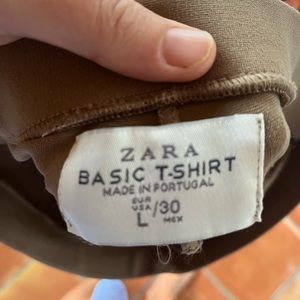 ZARA
BASIC T-SHIRT
MADE IN PORTUGAL
EUR
USA
L /30
MEX